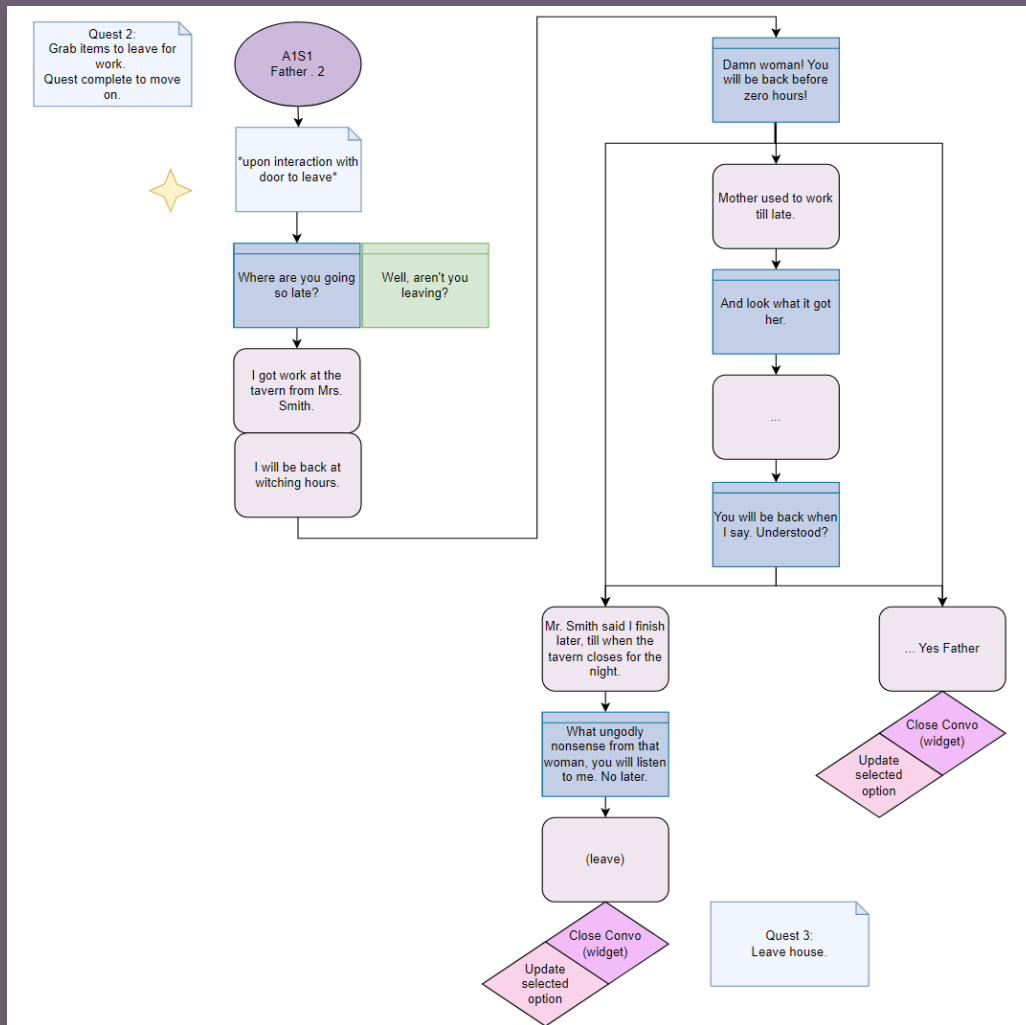 Quest 2:
Grab items to leave for
work.
Quest complete to move
on.
A1S1
Father . 2
*upon interaction with
door to leave*
Where are you going
so late?
Well, aren't you
leaving?
I got work at the
tavern from Mrs.
Smith.
I will be back at
witching hours.
Damn woman! You
will be back before
zero hours!
Mother used to work
till late.
And look what it got
her.
...
You will be back when
I say. Understood?
Mr. Smith said I finish
later, till when the
tavern closes for the
night.
What ungodly
nonsense from that
woman, you will listen
to me. No later.
(leave)
Close Convo
(widget)
Update
selected
option
... Yes Father
Close Convo
(widget)
Update
selected
option
Quest 3:
Leave house.